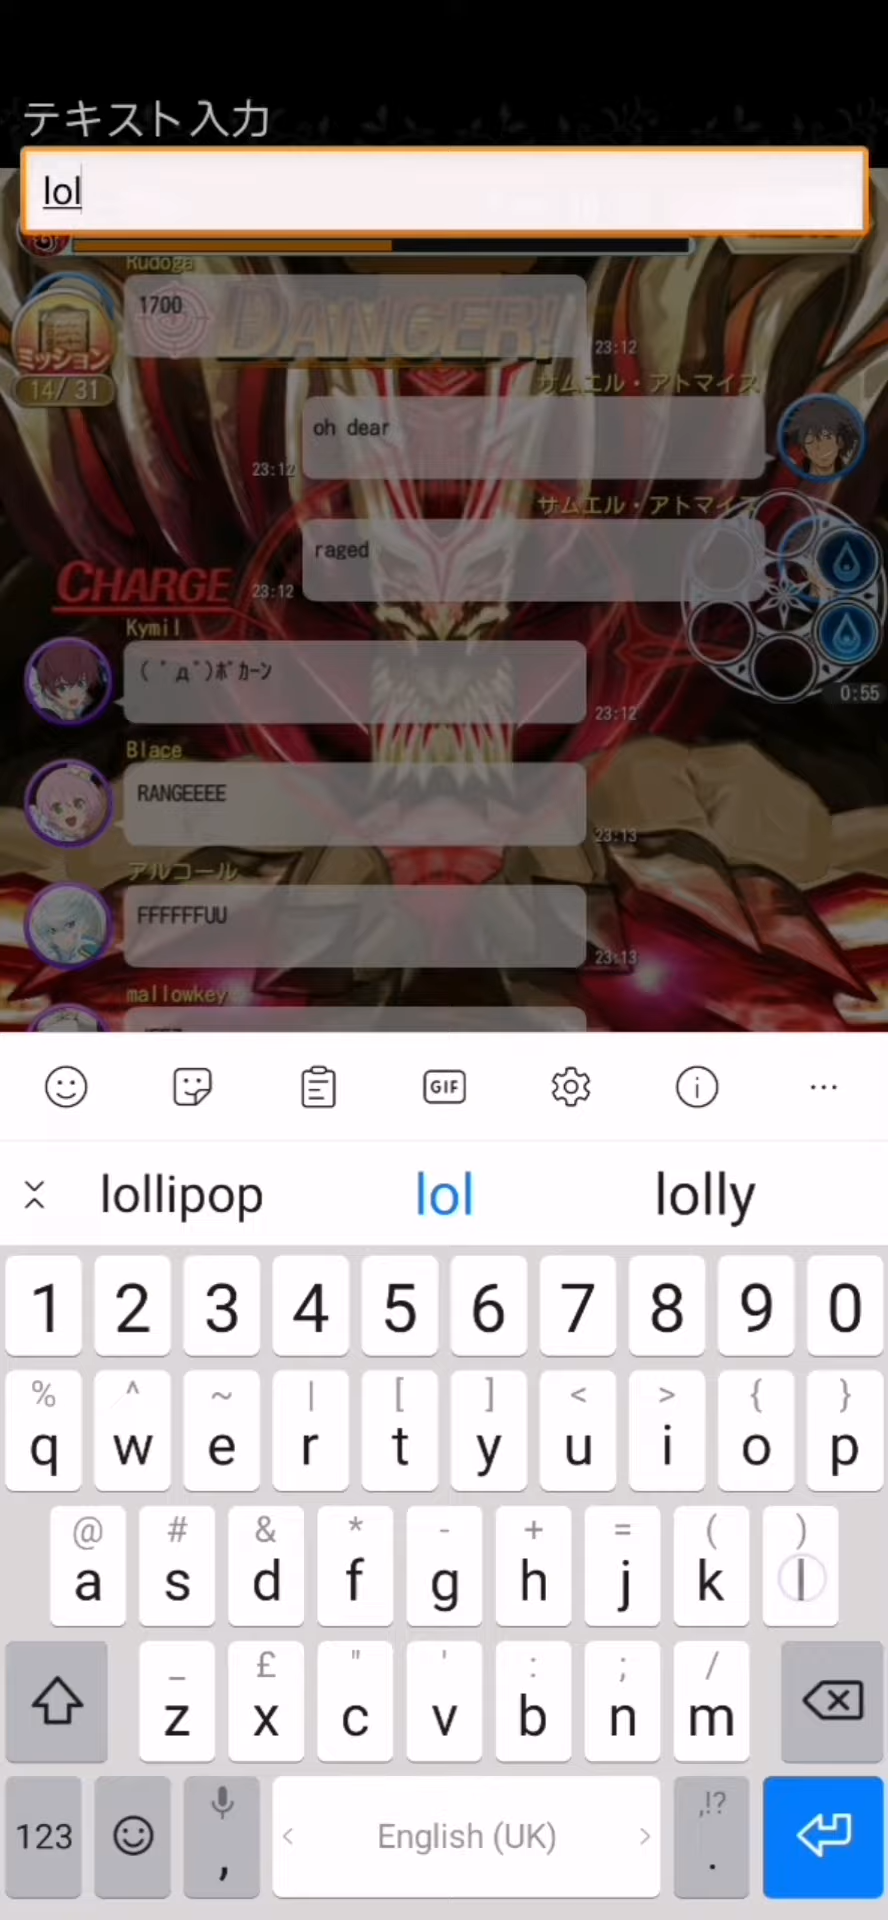 テキスト入力
lol
Kudoga
1700
DANGER!
23:12
ミッション
14/ 31
サムエル・アトマイズ
oh dear
23:12
サムエル・アトマイズ
raged
CHARGE
23:12
Kymil
( ﾟдﾟ)ﾎﾟｶｰﾝ
0:55
23:12
Blace
RANGEEEE
23:13
アルコール
FFFFFFUU
23:13
mallowkey
GIF
lollipop lol lolly
1 2 3 4 5 6 7 8 9 0
% ^ ~ | [ ] < > { }
q w e r t y u i o p
@ # & * - + = ( )
a s d f g h j k l
_ £ " ' : ; /
z x c v b n m
,!?
123 , < English (UK) > .